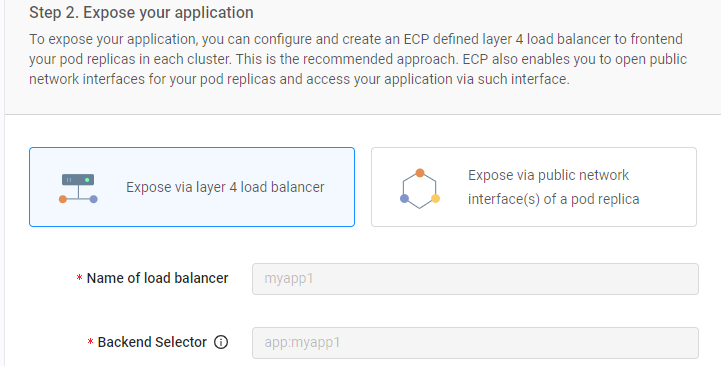 Step 2. Expose your application
To expose your application, you can configure and create an ECP defined layer 4 load balancer to frontend
your pod replicas in each cluster. This is the recommended approach. ECP also enables you to open public
network interfaces for your pod replicas and access your application via such interface.
Expose via layer 4 load balancer
Expose via public network
interface(s) of a pod replica
* Name of load balancer
myapp1
* Backend Selector
app:myapp1